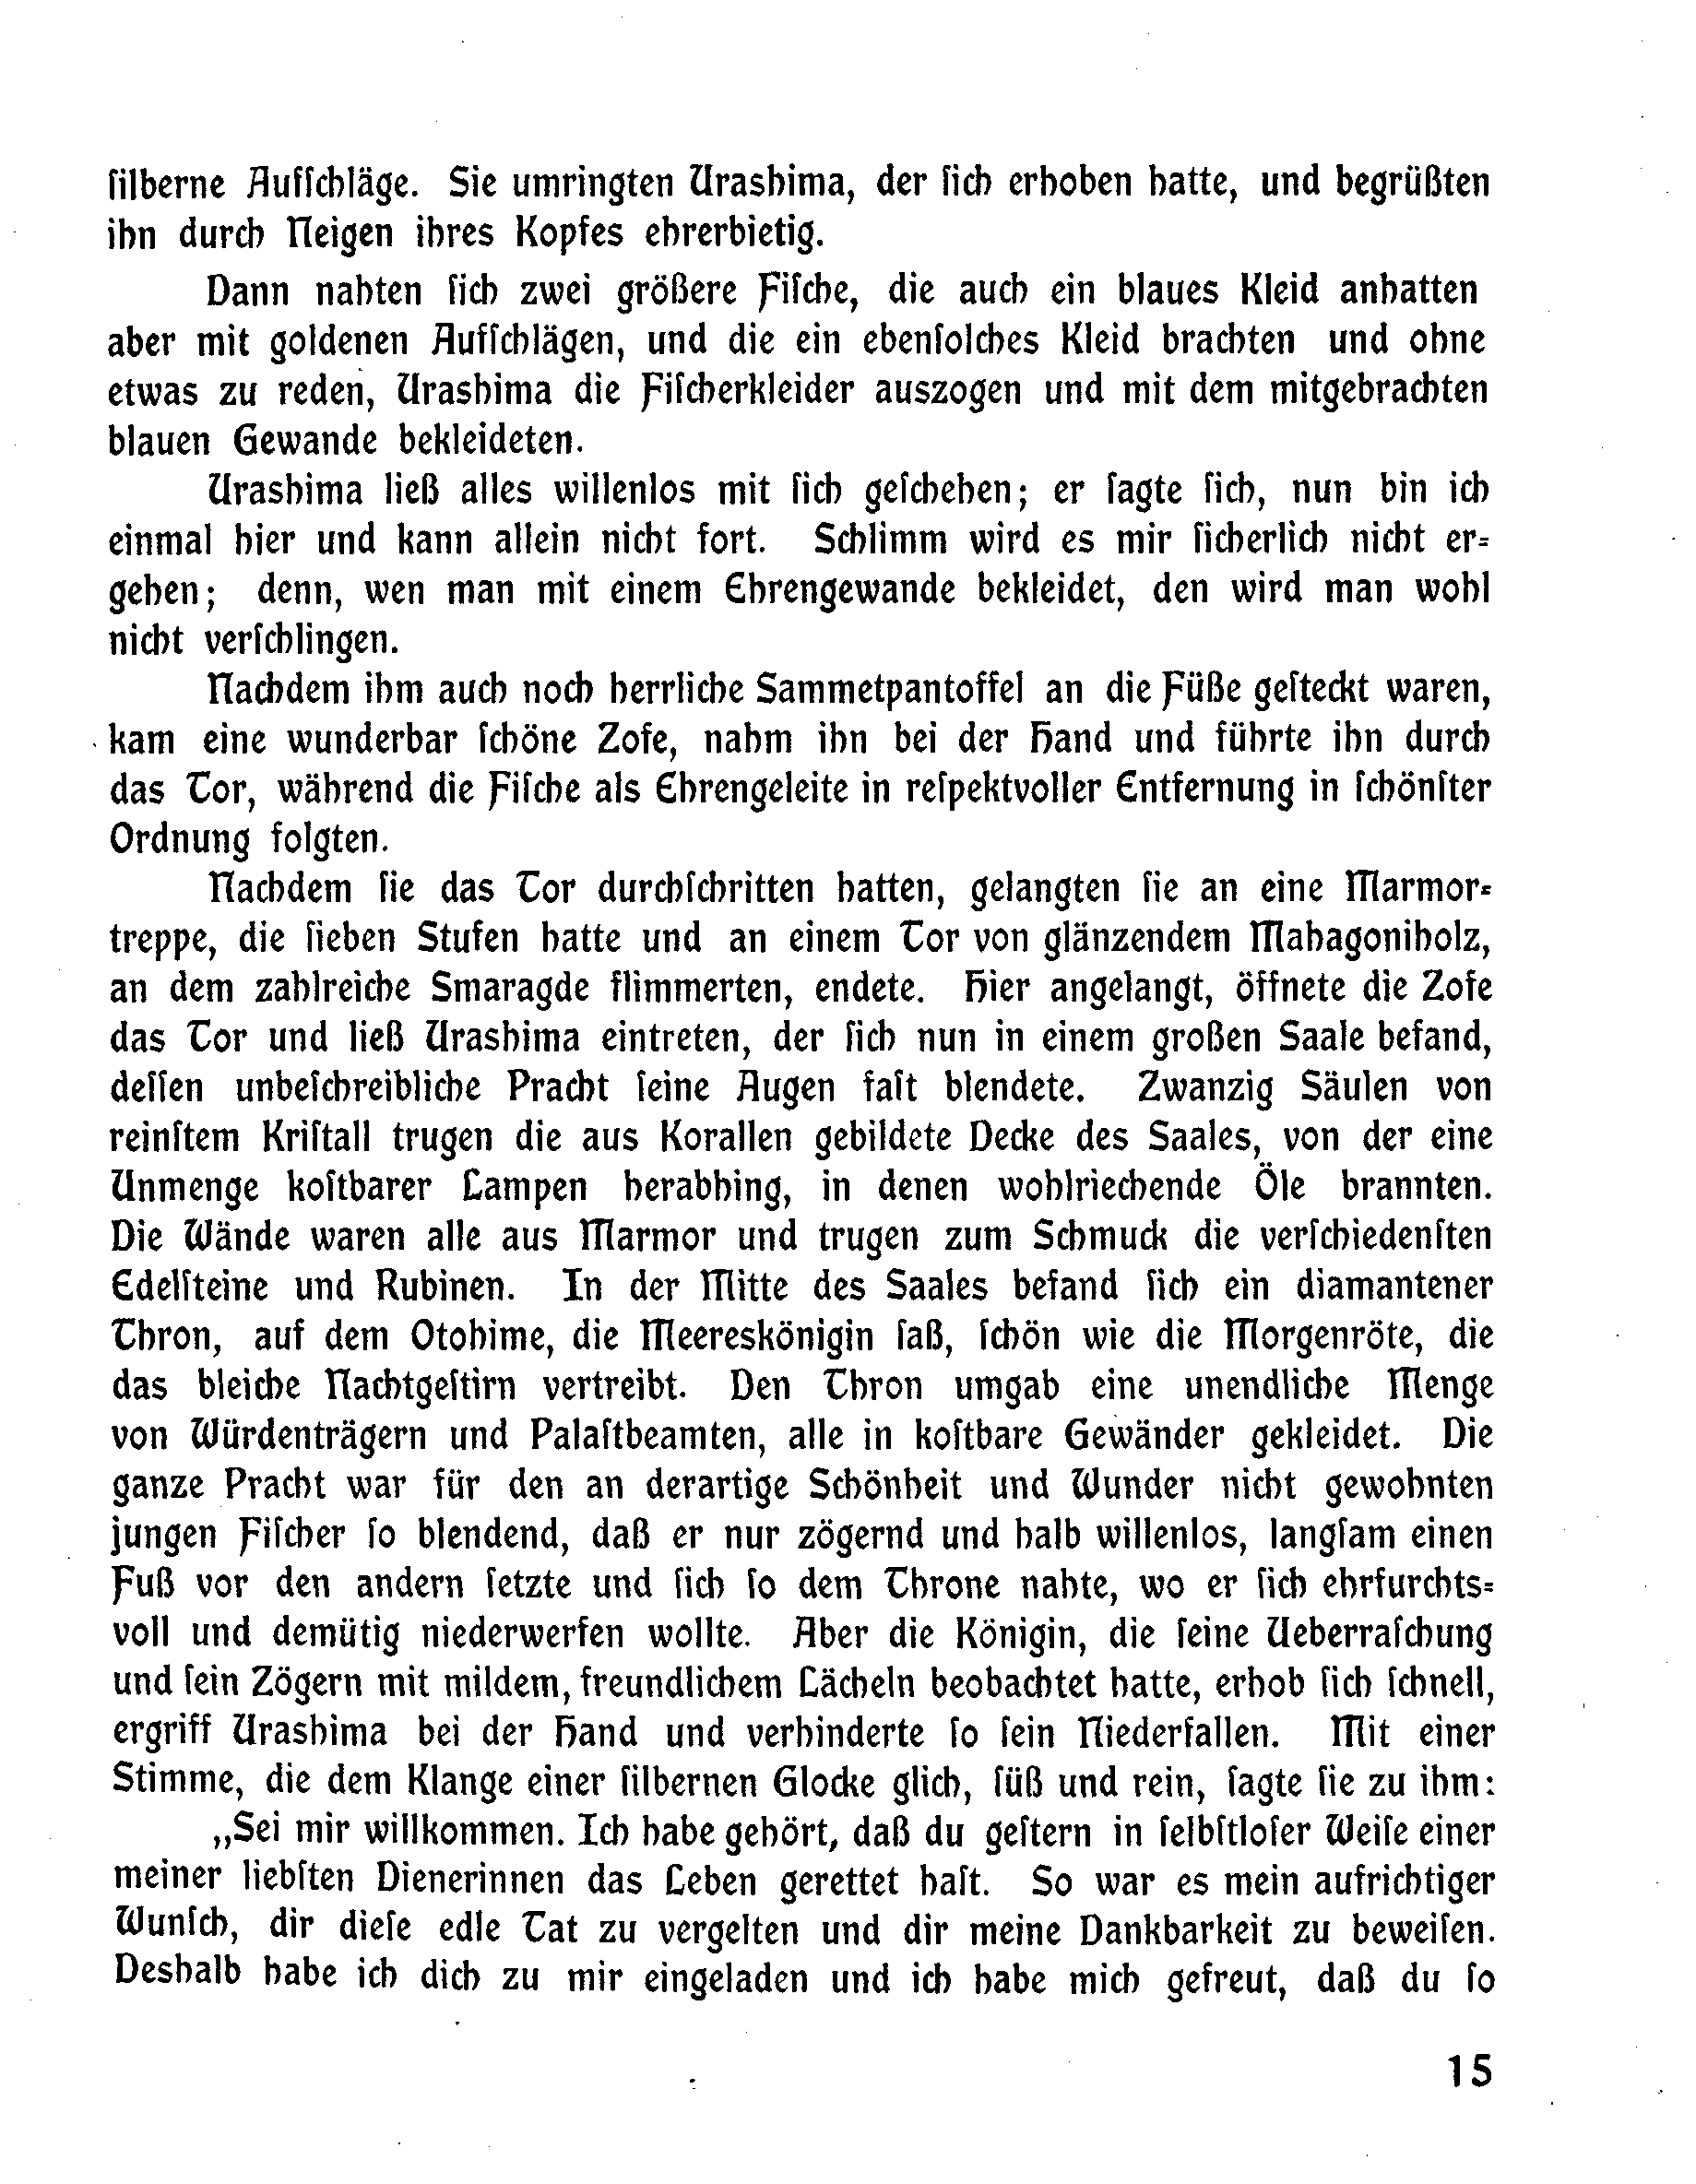 ſilberne Aufſchläge. Sie umringten Urashima, der ſich erhoben hatte, und begrüßten
ihn durch Neigen ihres Kopfes ehrerbietig.
Dann nahten ſich zwei größere Fiſche, die auch ein blaues Kleid anhatten
aber mit goldenen Aufſchlägen, und die ein ebenſolches Kleid brachten und ohne
etwas zu reden, Urashima die Fiſcherkleider auszogen und mit dem mitgebrachten
blauen Gewande bekleideten.
Urashima ließ alles willenlos mit ſich geſchehen; er ſagte ſich, nun bin ich
einmal hier und kann allein nicht fort. Schlimm wird es mir ſicherlich nicht er-
gehen; denn, wen man mit einem Ehrengewande bekleidet, den wird man wohl
nicht verſchlingen.
Nachdem ihm auch noch herrliche Sammetpantoffel an die Füße geſteckt waren,
kam eine wunderbar ſchöne Zofe, nahm ihn bei der Hand und führte ihn durch
das Tor, während die Fiſche als Ehrengeleite in reſpektvoller Entfernung in ſchönſter
Ordnung folgten.
Nachdem ſie das Tor durchſchritten hatten, gelangten ſie an eine Marmor-
treppe, die ſieben Stufen hatte und an einem Tor von glänzendem Mahagoniholz,
an dem zahlreiche Smaragde flimmerten, endete. Hier angelangt, öffnete die Zofe
das Tor und ließ Urashima eintreten, der ſich nun in einem großen Saale befand,
deſſen unbeſchreibliche Pracht ſeine Augen faſt blendete. Zwanzig Säulen von
reinſtem Kriſtall trugen die aus Korallen gebildete Decke des Saales, von der eine
Unmenge koſtbarer Lampen herabhing, in denen wohlriechende Öle brannten.
Die Wände waren alle aus Marmor und trugen zum Schmuck die verſchiedenſten
Edelſteine und Rubinen. In der Mitte des Saales befand ſich ein diamantener
Thron, auf dem Otohime, die Meereskönigin ſaß, ſchön wie die Morgenröte, die
das bleiche Nachtgeſtirn vertreibt. Den Thron umgab eine unendliche Menge
von Würdenträgern und Palaſtbeamten, alle in koſtbare Gewänder gekleidet. Die
ganze Pracht war für den an derartige Schönheit und Wunder nicht gewohnten
jungen Fiſcher ſo blendend, daß er nur zögernd und halb willenlos, langſam einen
Fuß vor den andern ſetzte und ſich ſo dem Throne nahte, wo er ſich ehrfurchts-
voll und demütig niederwerfen wollte. Aber die Königin, die ſeine Ueberraſchung
und ſein Zögern mit mildem, freundlichem Lächeln beobachtet hatte, erhob ſich ſchnell,
ergriff Urashima bei der Hand und verhinderte ſo ſein Niederfallen. Mit einer
Stimme, die dem Klange einer ſilbernen Glocke glich, ſüß und rein, ſagte ſie zu ihm:
„Sei mir willkommen. Ich habe gehört, daß du geſtern in ſelbſtloſer Weiſe einer
meiner liebſten Dienerinnen das Leben gerettet haſt. So war es mein aufrichtiger
Wunſch, dir dieſe edle Tat zu vergelten und dir meine Dankbarkeit zu beweiſen.
Deshalb habe ich dich zu mir eingeladen und ich habe mich gefreut, daß du ſo
15